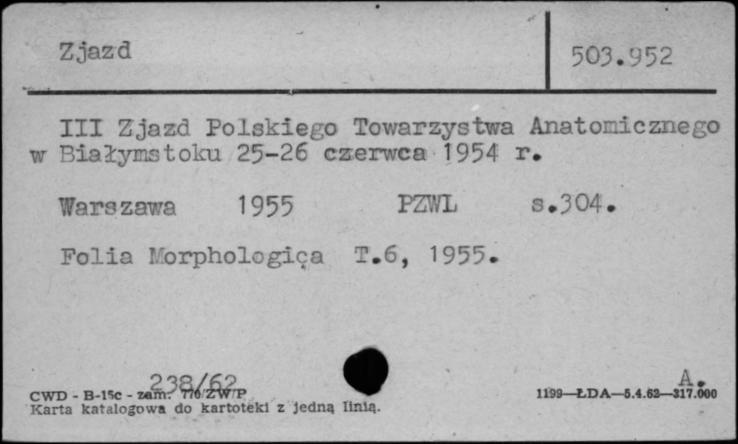 Zjazd
503.952
III Zjazd Polskiego Towarzystwa Anatomicznego
w Białymstoku 25-26 czerwca 1954 r.
Warszawa 1955 PZWL s.304.
Folia Morphologica T.6, 1955.
238/62 A.
CWD - B-15c - zam. 770/ZW/P 1199—ŁDA—5.4.62—317.000
Karta katalogowa do kartoteki z jedną linią.